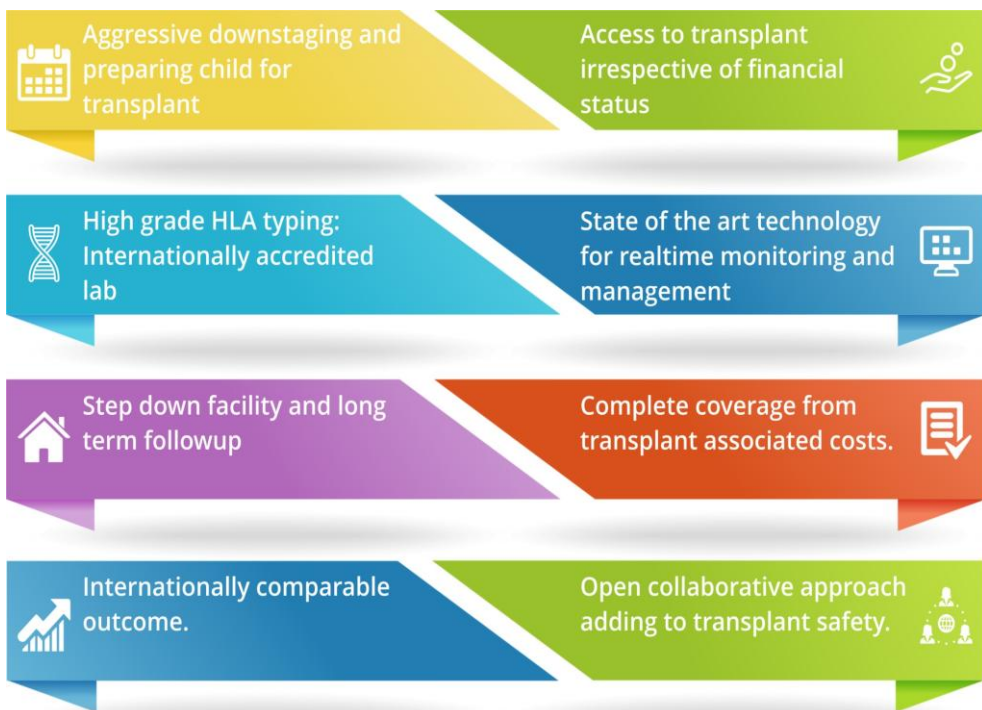 Aggressive downstaging and
preparing child for
transplant
Access to transplant
irrespective of financial
status
High grade HLA typing:
Internationally accredited
lab
State of the art technology
for realtime monitoring and
management
Step down facility and long
term followup
Complete coverage from
transplant associated costs.
Internationally comparable
outcome.
Open collaborative approach
adding to transplant safety.